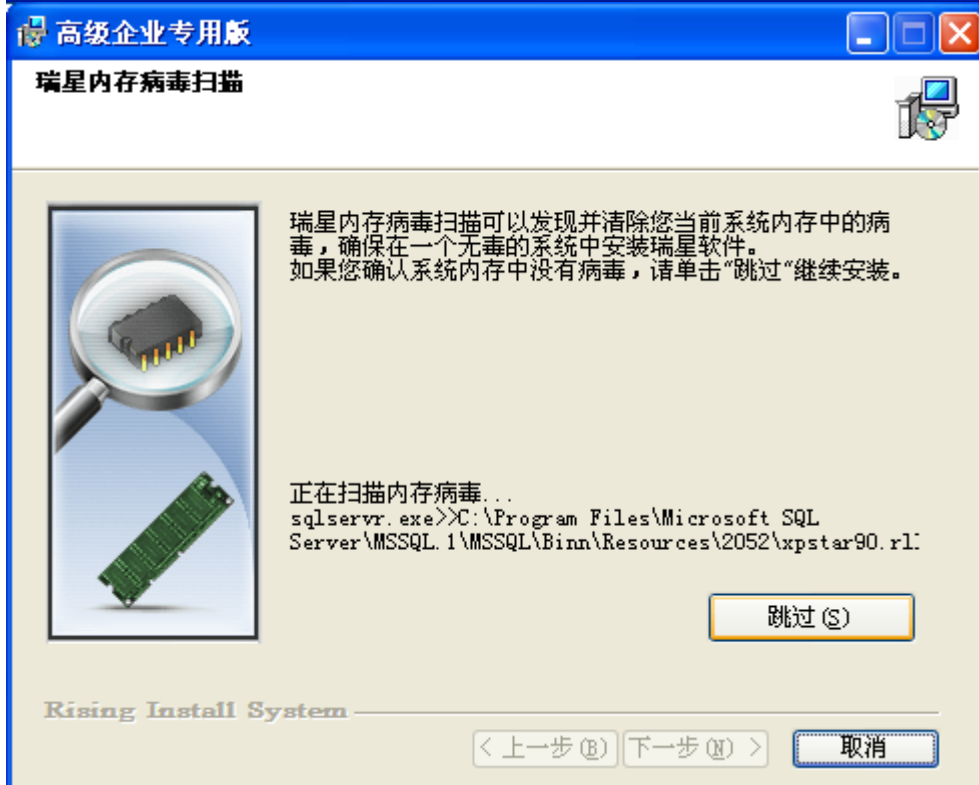 高级企业专用版
瑞星内存病毒扫描
瑞星内存病毒扫描可以发现并清除您当前系统内存中的病
毒，确保在一个无毒的系统中安装瑞星软件。
如果您确认系统内存中没有病毒，请单击“跳过”继续安装。
正在扫描内存病毒...
sqlservr.exe>>C:\Program Files\Microsoft SQL
Server\MSSQL.1\MSSQL\Binn\Resources\2052\xpstar90.rl
跳过(S)
Rising Install System
< 上一步(B) 下一步(N) > 取消